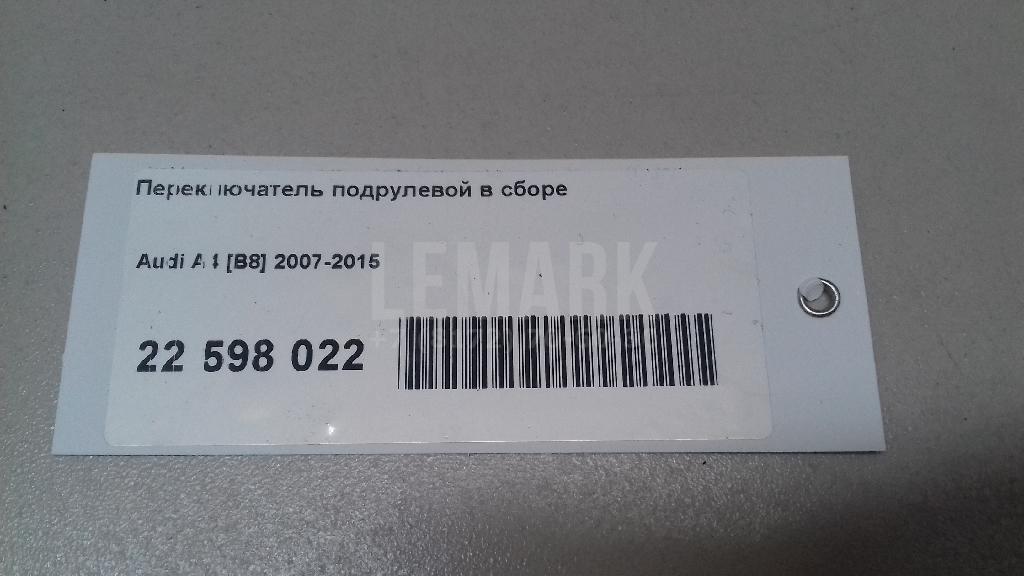 Переключатель подрулевой в сборе
Audi A4 [B8] 2007-2015
LEMARK
22 598 022